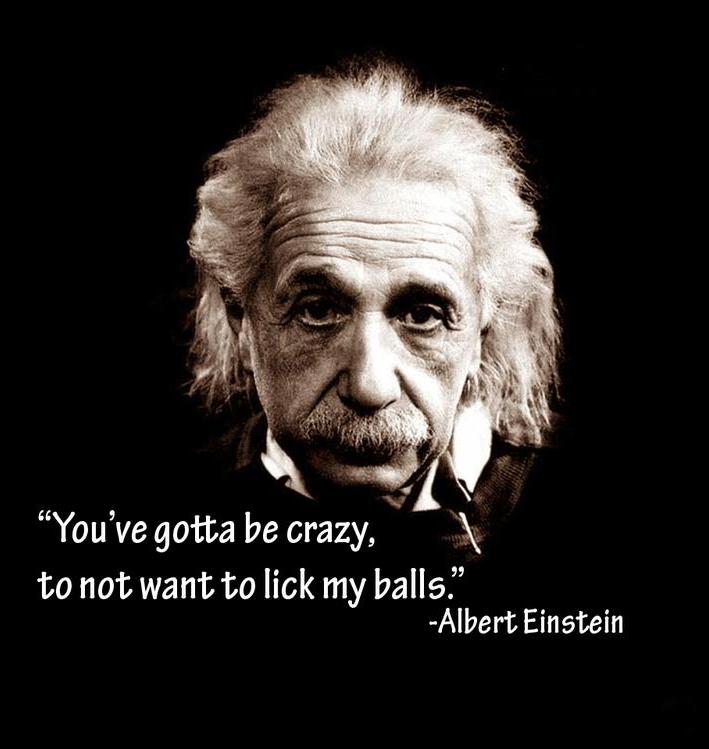 “You’ve gotta be crazy,
to not want to lick my balls.”
-Albert Einstein